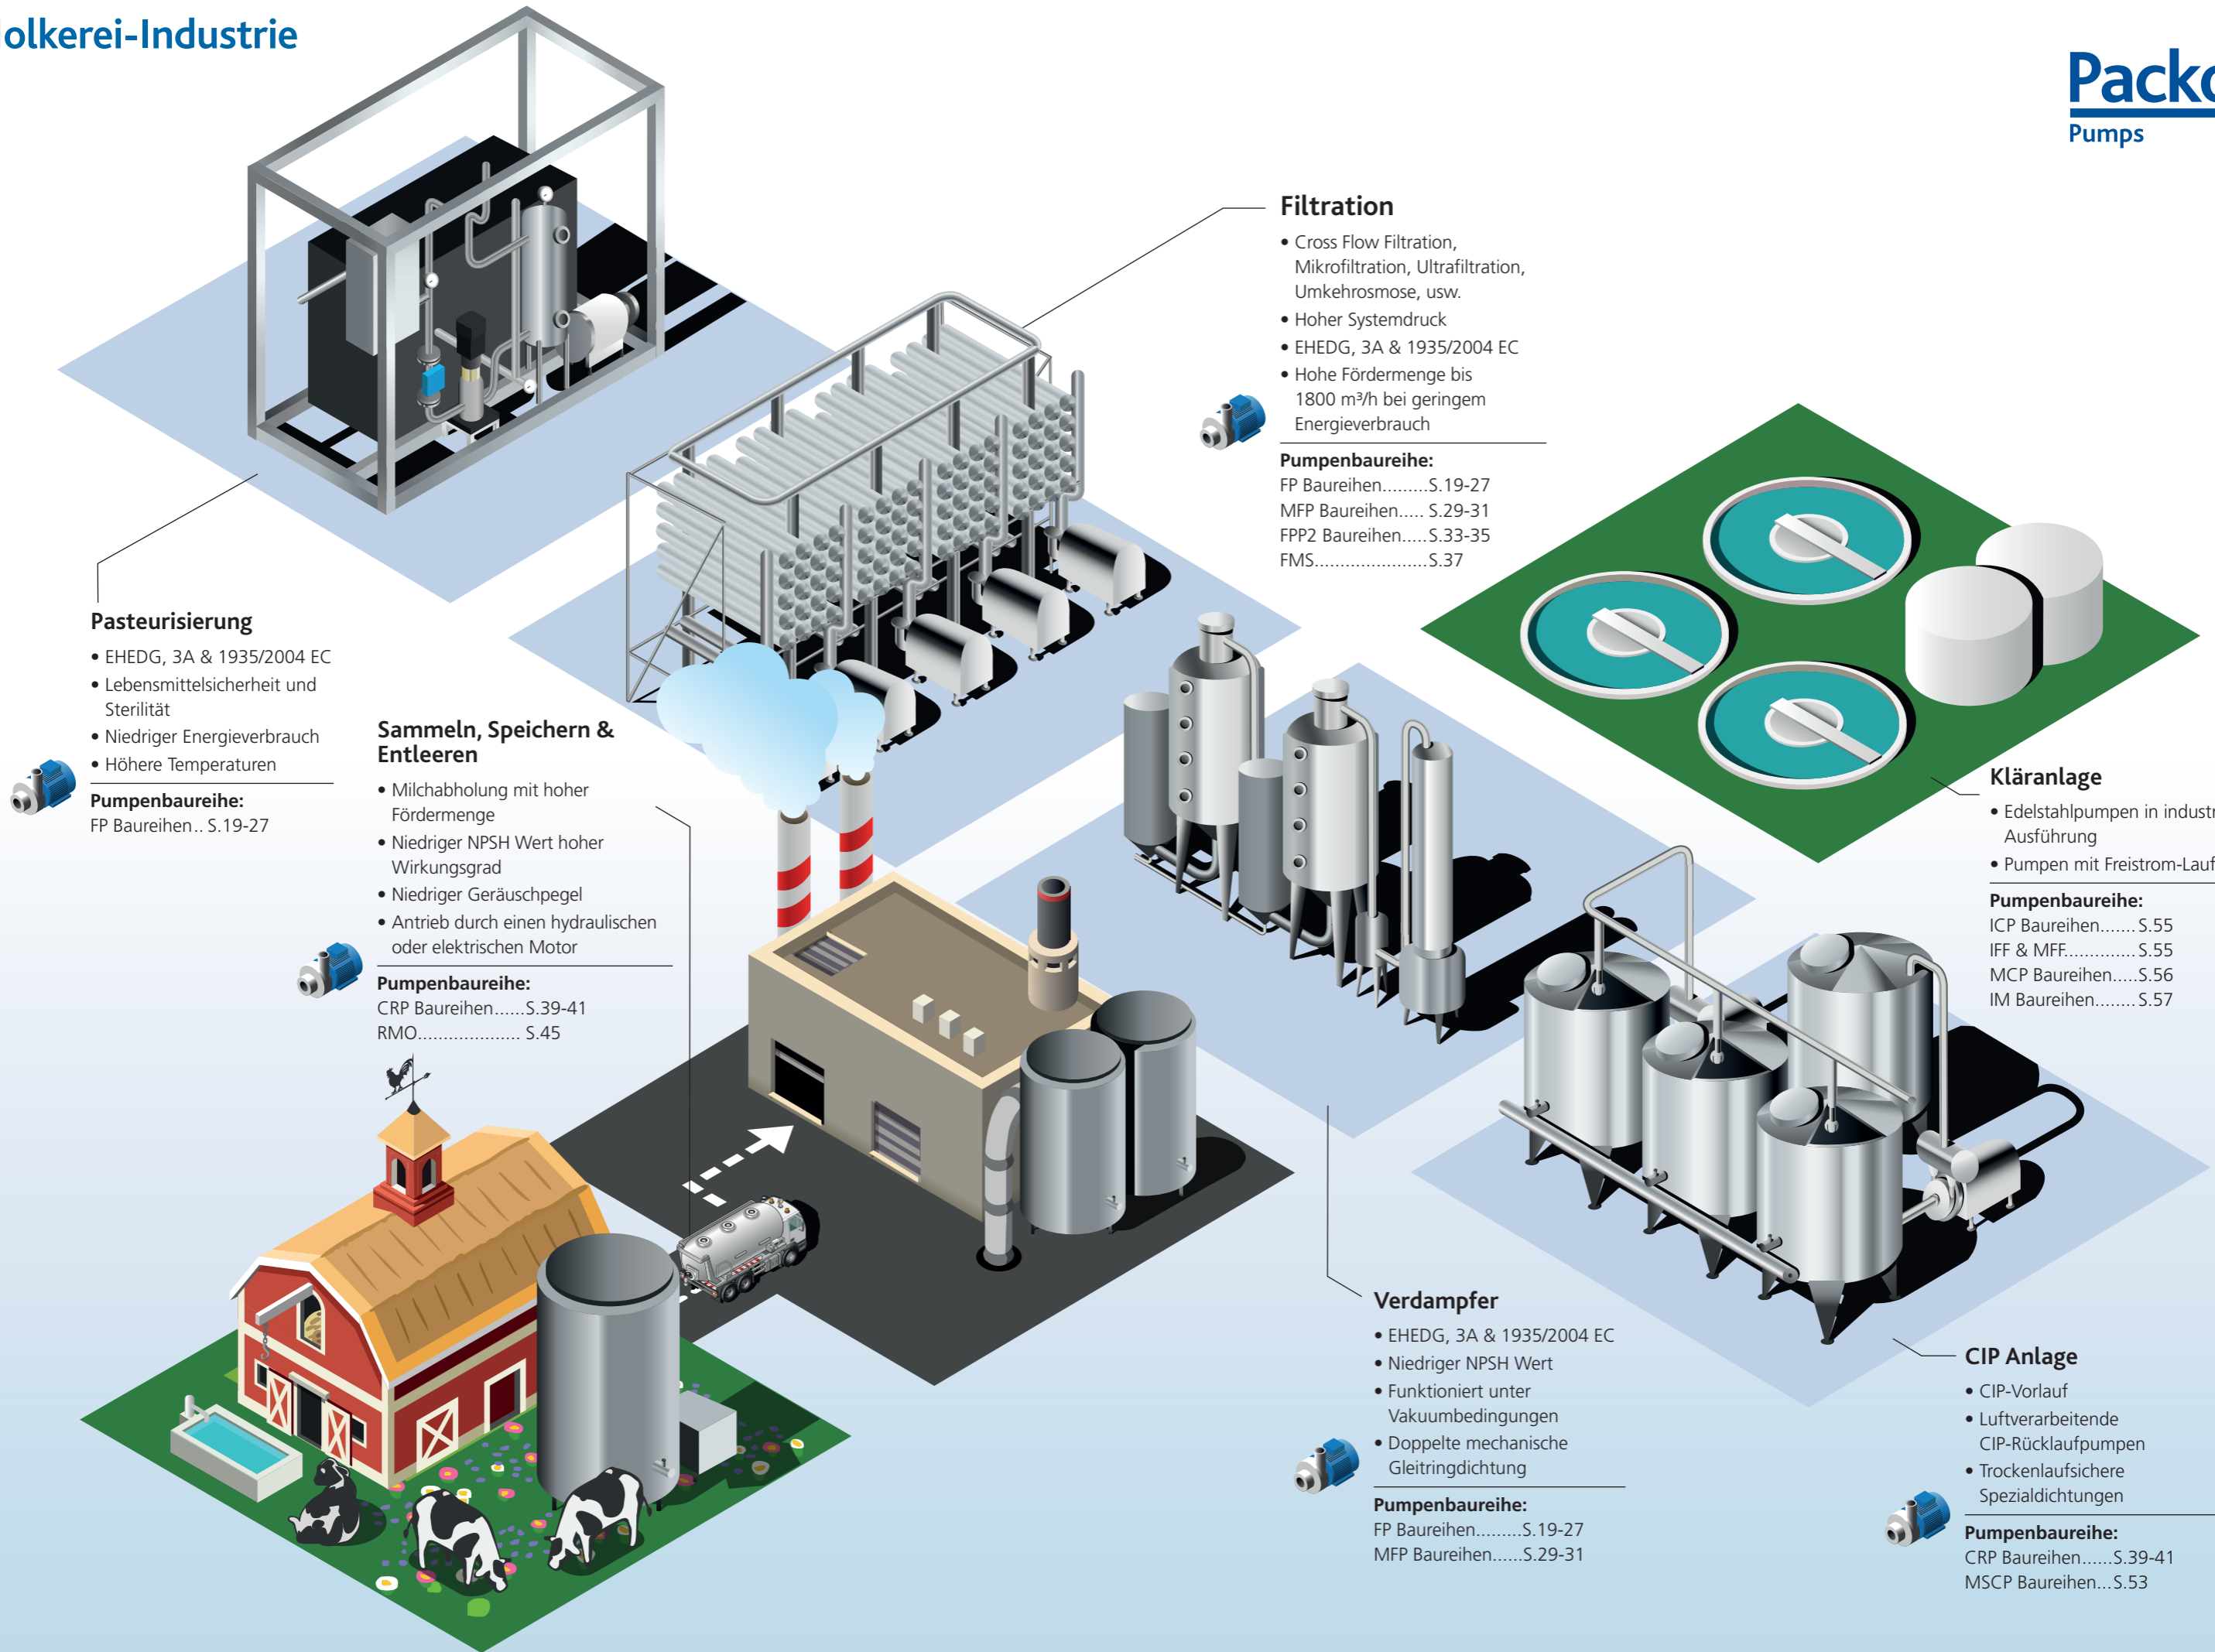 olkerei-Industrie
Packo
Pumps
Filtration
• Cross Flow Filtration,
Mikrofiltration, Ultrafiltration,
Umkehrosmose, usw.
• Hoher Systemdruck
• EHEDG, 3A & 1935/2004 EC
• Hohe Fördermenge bis
1800 m³/h bei geringem
Energieverbrauch
Pumpenbaureihe:
FP Baureihen.........S.19-27
MFP Baureihen..... S.29-31
FPP2 Baureihen.....S.33-35
FMS......................S.37
Pasteurisierung
• EHEDG, 3A & 1935/2004 EC
• Lebensmittelsicherheit und
Sterilität
• Niedriger Energieverbrauch
• Höhere Temperaturen
Pumpenbaureihe:
FP Baureihen.. S.19-27
Sammeln, Speichern &
Entleeren
• Milchabholung mit hoher
Fördermenge
• Niedriger NPSH Wert hoher
Wirkungsgrad
• Niedriger Geräuschpegel
• Antrieb durch einen hydraulischen
oder elektrischen Motor
Pumpenbaureihe:
CRP Baureihen......S.39-41
RMO.................... S.45
Kläranlage
• Edelstahlpumpen in industr
Ausführung
• Pumpen mit Freistrom-Lauf
Pumpenbaureihe:
ICP Baureihen.......S.55
IFF & MFF..............S.55
MCP Baureihen.....S.56
IM Baureihen........S.57
Verdampfer
• EHEDG, 3A & 1935/2004 EC
• Niedriger NPSH Wert
• Funktioniert unter
Vakuumbedingungen
• Doppelte mechanische
Gleitringdichtung
Pumpenbaureihe:
FP Baureihen.........S.19-27
MFP Baureihen......S.29-31
CIP Anlage
• CIP-Vorlauf
• Luftverarbeitende
CIP-Rücklaufpumpen
• Trockenlaufsichere
Spezialdichtungen
Pumpenbaureihe:
CRP Baureihen......S.39-41
MSCP Baureihen...S.53